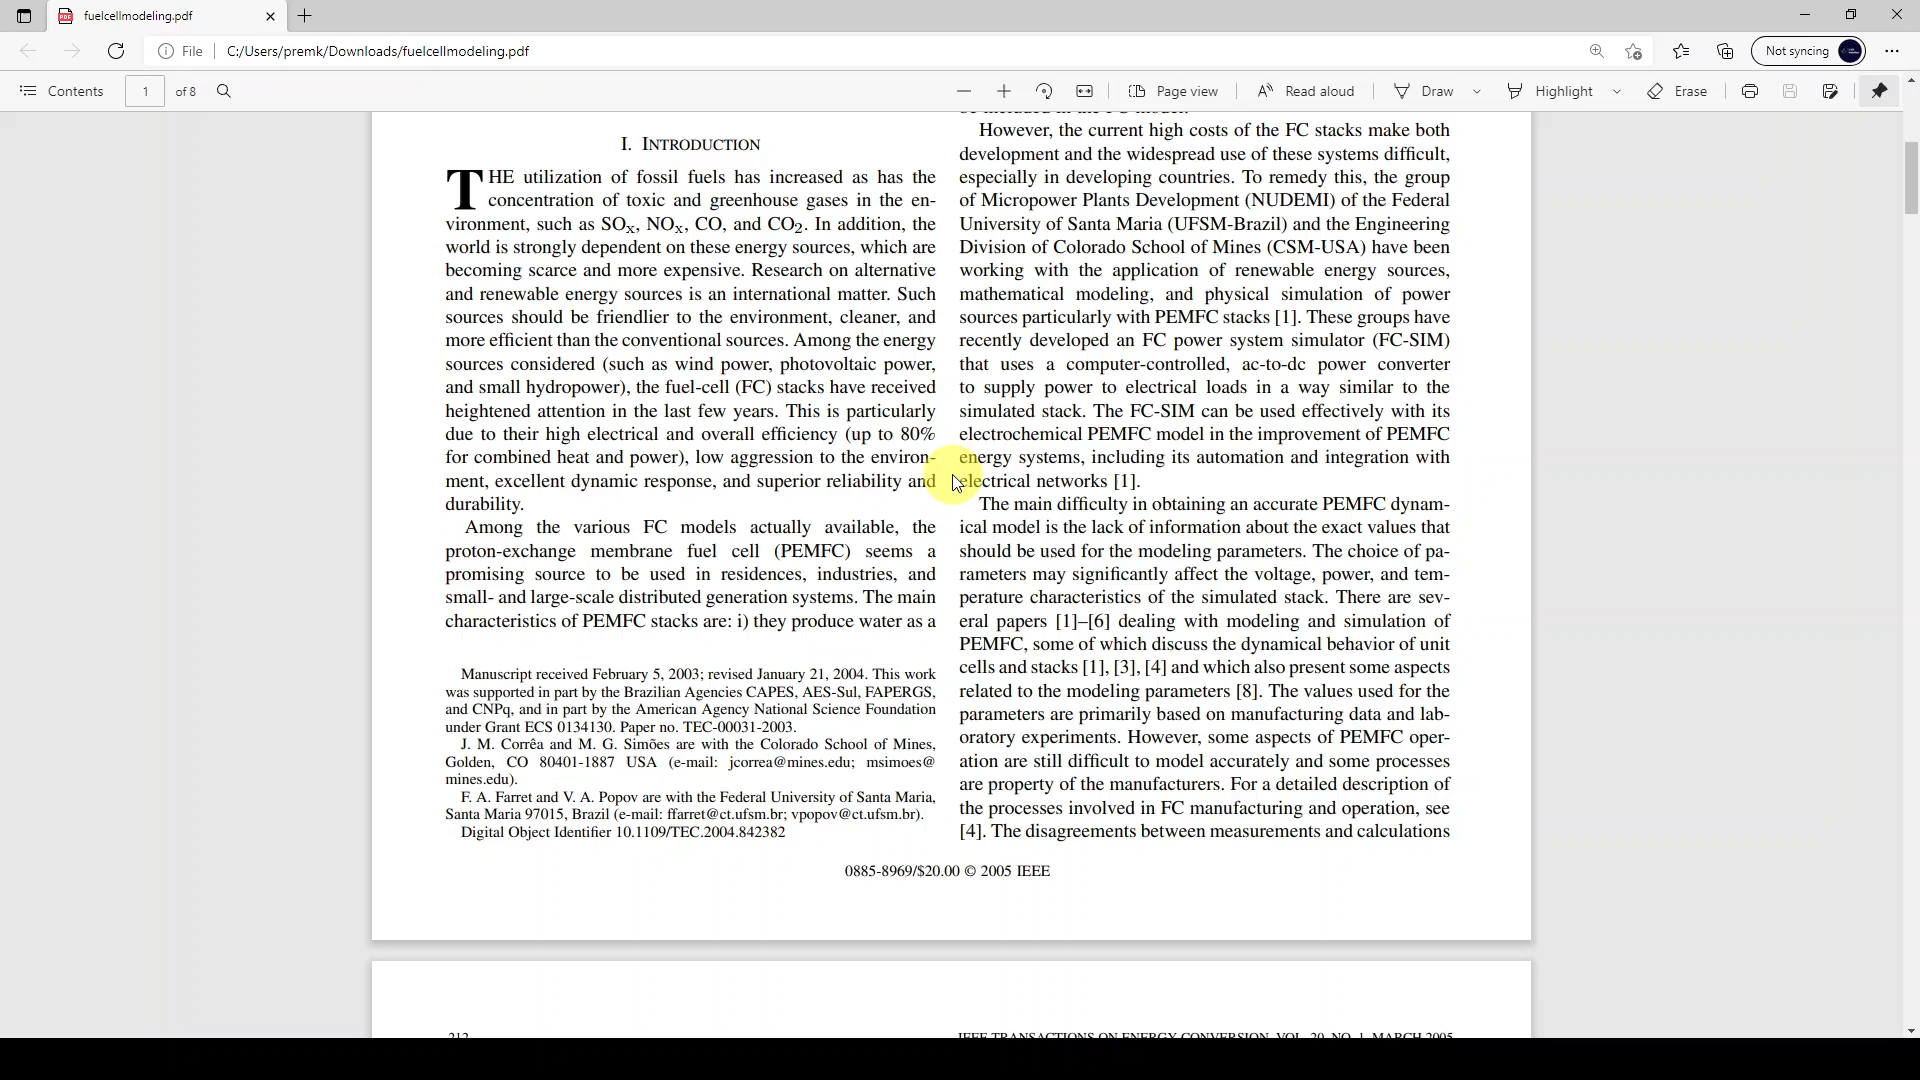 fuelcellmodeling.pdf
File
C:/Users/premk/Downloads/fuelcellmodeling.pdf
Not syncing
Contents
1
of 8
Page view
Read aloud
Draw
Highlight
Erase
I. INTRODUCTION
THE utilization of fossil fuels has increased as has the
concentration of toxic and greenhouse gases in the en-
vironment, such as SOx, NOx, CO, and CO2. In addition, the
world is strongly dependent on these energy sources, which are
becoming scarce and more expensive. Research on alternative
and renewable energy sources is an international matter. Such
sources should be friendlier to the environment, cleaner, and
more efficient than the conventional sources. Among the energy
sources considered (such as wind power, photovoltaic power,
and small hydropower), the fuel-cell (FC) stacks have received
heightened attention in the last few years. This is particularly
due to their high electrical and overall efficiency (up to 80%
for combined heat and power), low aggression to the environ-
ment, excellent dynamic response, and superior reliability and
durability.
Among the various FC models actually available, the
proton-exchange membrane fuel cell (PEMFC) seems a
promising source to be used in residences, industries, and
small- and large-scale distributed generation systems. The main
characteristics of PEMFC stacks are: i) they produce water as a
Manuscript received February 5, 2003; revised January 21, 2004. This work
was supported in part by the Brazilian Agencies CAPES, AES-Sul, FAPERGS,
and CNPq, and in part by the American Agency National Science Foundation
under Grant ECS 0134130. Paper no. TEC-00031-2003.
J. M. Corrêa and M. G. Simões are with the Colorado School of Mines,
Golden, CO 80401-1887 USA (e-mail: jcorrea@mines.edu; msimoes@
mines.edu).
F. A. Farret and V. A. Popov are with the Federal University of Santa Maria,
Santa Maria 97015, Brazil (e-mail: ffarret@ct.ufsm.br; vpopov@ct.ufsm.br).
Digital Object Identifier 10.1109/TEC.2004.842382
However, the current high costs of the FC stacks make both
development and the widespread use of these systems difficult,
especially in developing countries. To remedy this, the group
of Micropower Plants Development (NUDEMI) of the Federal
University of Santa Maria (UFSM-Brazil) and the Engineering
Division of Colorado School of Mines (CSM-USA) have been
working with the application of renewable energy sources,
mathematical modeling, and physical simulation of power
sources particularly with PEMFC stacks [1]. These groups have
recently developed an FC power system simulator (FC-SIM)
that uses a computer-controlled, ac-to-dc power converter
to supply power to electrical loads in a way similar to the
simulated stack. The FC-SIM can be used effectively with its
electrochemical PEMFC model in the improvement of PEMFC
energy systems, including its automation and integration with
electrical networks [1].
The main difficulty in obtaining an accurate PEMFC dynam-
ical model is the lack of information about the exact values that
should be used for the modeling parameters. The choice of pa-
rameters may significantly affect the voltage, power, and tem-
perature characteristics of the simulated stack. There are sev-
eral papers [1]–[6] dealing with modeling and simulation of
PEMFC, some of which discuss the dynamical behavior of unit
cells and stacks [1], [3], [4] and which also present some aspects
related to the modeling parameters [8]. The values used for the
parameters are primarily based on manufacturing data and lab-
oratory experiments. However, some aspects of PEMFC oper-
ation are still difficult to model accurately and some processes
are property of the manufacturers. For a detailed description of
the processes involved in FC manufacturing and operation, see
[4]. The disagreements between measurements and calculations
0885-8969/$20.00 © 2005 IEEE
212
IEEE TRANSACTIONS ON ENERGY CONVERSION, VOL. 20, NO. 1, MARCH 2005